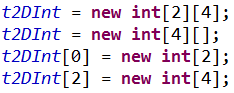 t2DInt = new int[2][4];
t2DInt = new int[4][];
t2DInt[0] = new int[2];
t2DInt[2] = new int[4];